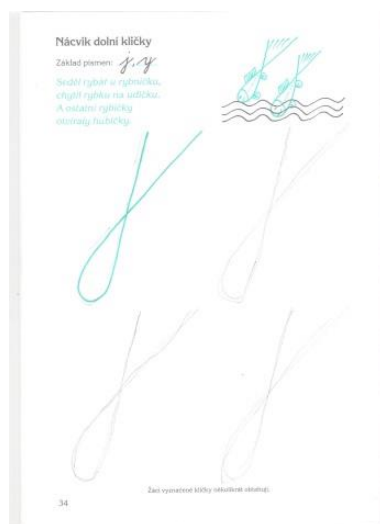 Nácvik dolní kličky
Základ písmen: j, y
Seděl rybář u rybníčku,
chytil rybku na udičku.
A ostatní rybičky
otvíraly hubičky.
Žáci vyznačené kličky několikrát obtahují.
34